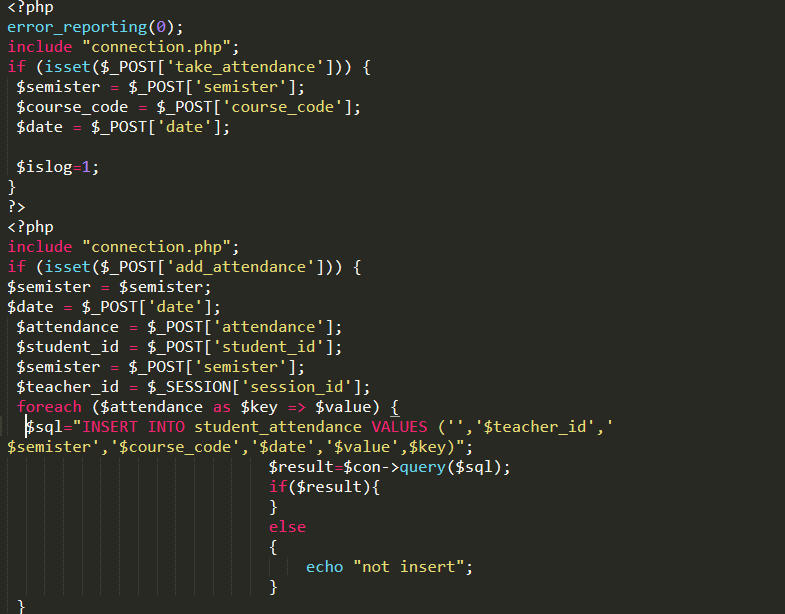 <?php
error_reporting(0);
include "connection.php";
if (isset($_POST['take_attendance'])) {
$semister = $_POST['semister'];
$course_code = $_POST['course_code'];
$date = $_POST['date'];
$islog=1;
}
?>
<?php
include "connection.php";
if (isset($_POST['add_attendance'])) {
$semister = $semister;
$date = $_POST['date'];
$attendance = $_POST['attendance'];
$student_id = $_POST['student_id'];
$semister = $_POST['semister'];
$teacher_id = $_SESSION['session_id'];
foreach ($attendance as $key => $value) {
$sql="INSERT INTO student_attendance VALUES ('','$teacher_id','
$semister','$course_code','$date','$value',$key)";
$result=$con->query($sql);
if($result){
}
else
{
echo "not insert";
}
}